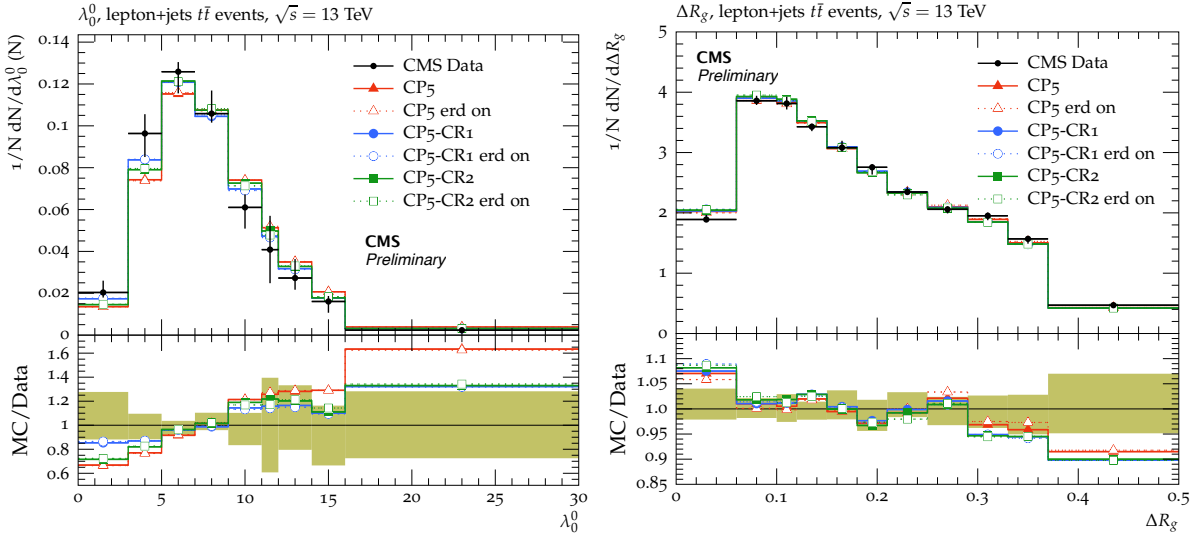 λ₀⁰, lepton+jets tt̄ events, √s = 13 TeV
1/N dN/dλ₀⁰ (N)
0.14
0.12
0.1
0.08
0.06
0.04
0.02
0
CMS Data
CP5
CP5 erd on
CP5-CR1
CP5-CR1 erd on
CP5-CR2
CP5-CR2 erd on
CMS
Preliminary
MC/Data
1.6
1.4
1.2
1
0.8
0.6
0 5 10 15 20 25 30
λ₀⁰
ΔR_g, lepton+jets tt̄ events, √s = 13 TeV
1/N dN/dΔR_g
5
4
3
2
1
0
CMS
Preliminary
CMS Data
CP5
CP5 erd on
CP5-CR1
CP5-CR1 erd on
CP5-CR2
CP5-CR2 erd on
MC/Data
1.1
1.05
1.0
0.95
0.9
0.85
0 0.1 0.2 0.3 0.4 0.5
ΔR_g